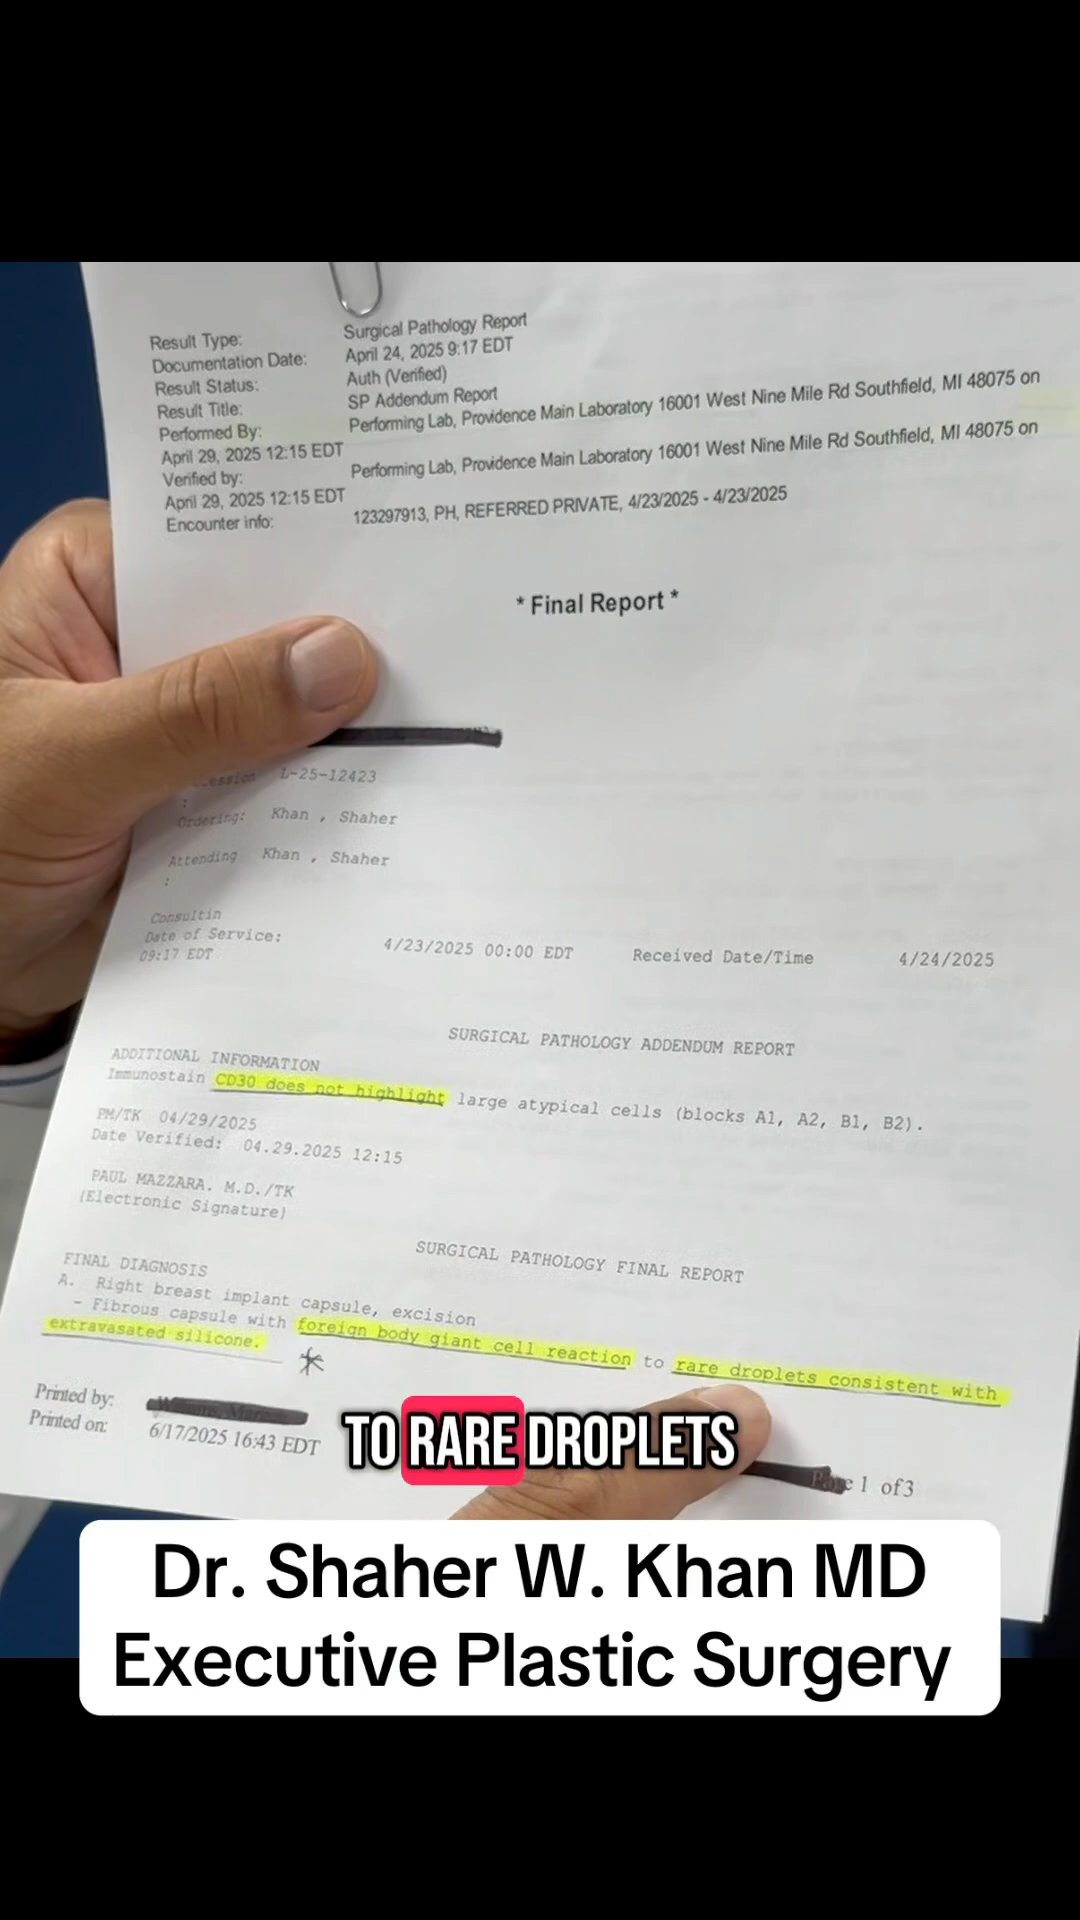 Result Type: Surgical Pathology Report
Documentation Date: April 24, 2025 9:17 EDT
Result Status: Auth (Verified)
Result Title: SP Addendum Report
Performed By: Performing Lab, Providence Main Laboratory 16001 West Nine Mile Rd Southfield, MI 48075 on
April 29, 2025 12:15 EDT
Verified by: Performing Lab, Providence Main Laboratory 16001 West Nine Mile Rd Southfield, MI 48075 on
April 29, 2025 12:15 EDT
Encounter info: 123297913, PH, REFERRED PRIVATE, 4/23/2025 - 4/23/2025
* Final Report *
L-25-12423
:
Ordering: Khan , Shaher
Attending Khan , Shaher
:
Consultin
Date of Service: 4/23/2025 00:00 EDT Received Date/Time 4/24/2025
09:17 EDT
SURGICAL PATHOLOGY ADDENDUM REPORT
ADDITIONAL INFORMATION
Immunostain CD30 does not highlight large atypical cells (blocks A1, A2, B1, B2).
PM/TK 04/29/2025
Date Verified: 04.29.2025 12:15
PAUL MAZZARA. M.D./TK
(Electronic Signature)
SURGICAL PATHOLOGY FINAL REPORT
FINAL DIAGNOSIS
A. Right breast implant capsule, excision
- Fibrous capsule with foreign body giant cell reaction to rare droplets consistent with
extravasated silicone.
Printed by:
Printed on: 6/17/2025 16:43 EDT
Page 1 of 3
TO RARE DROPLETS
Dr. Shaher W. Khan MD
Executive Plastic Surgery